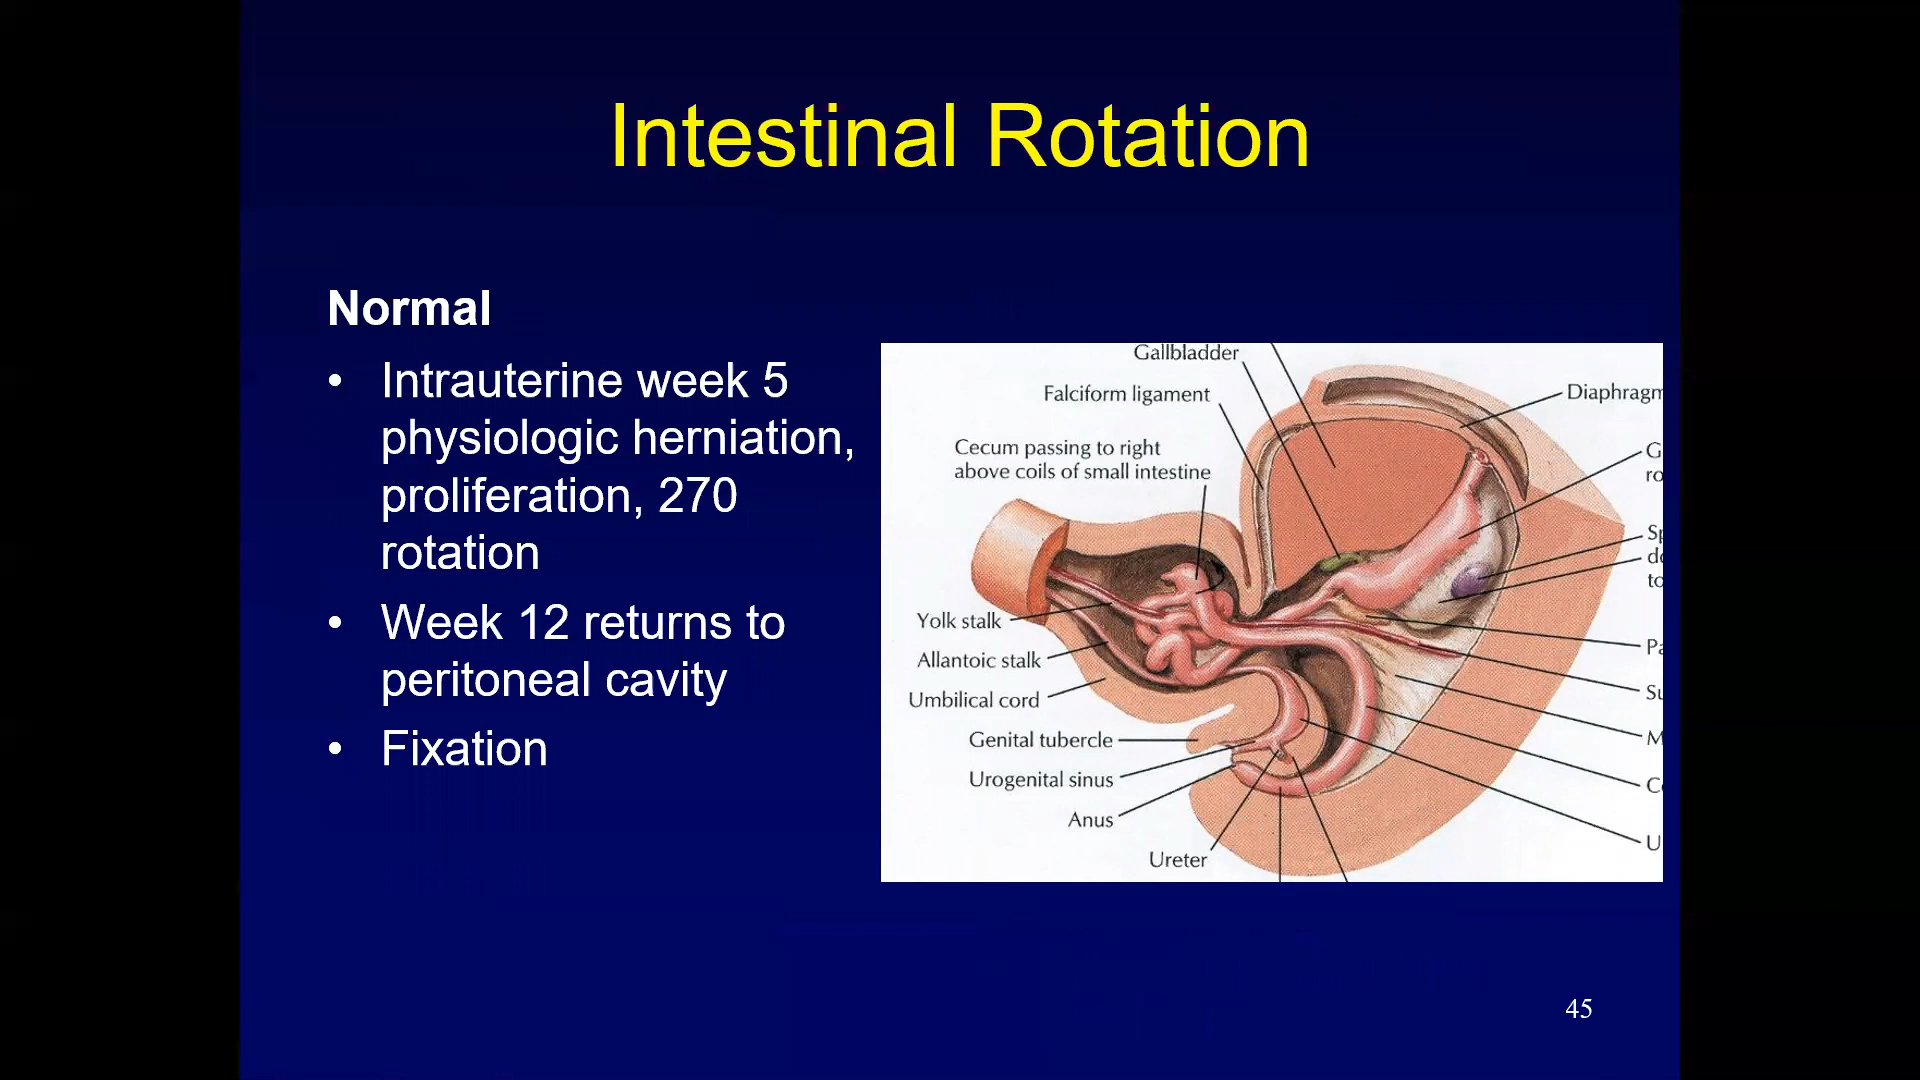 Intestinal Rotation
Normal
• Intrauterine week 5
physiologic herniation,
proliferation, 270
rotation
• Week 12 returns to
peritoneal cavity
• Fixation
Gallbladder
Falciform ligament
Cecum passing to right
above coils of small intestine
Yolk stalk
Allantoic stalk
Umbilical cord
Genital tubercle
Urogenital sinus
Anus
Ureter
Diaphragm
45